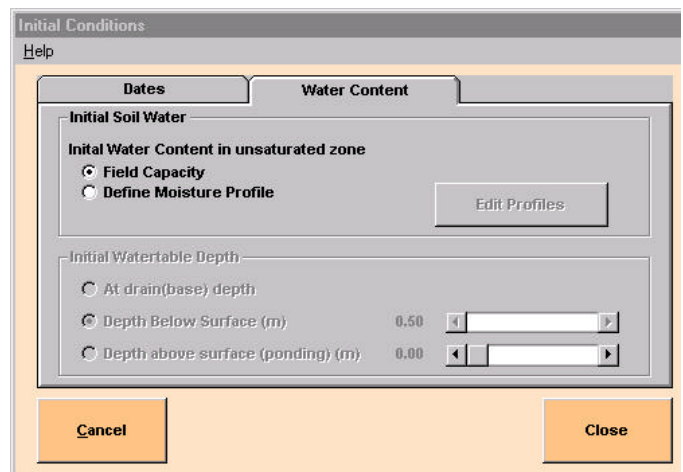 Initial Conditions
Help
Dates Water Content
Initial Soil Water
Inital Water Content in unsaturated zone
Field Capacity
Define Moisture Profile
Edit Profiles
Initial Watertable Depth
At drain(base) depth
Depth Below Surface (m) 0.50
Depth above surface (ponding) (m) 0.00
Cancel Close